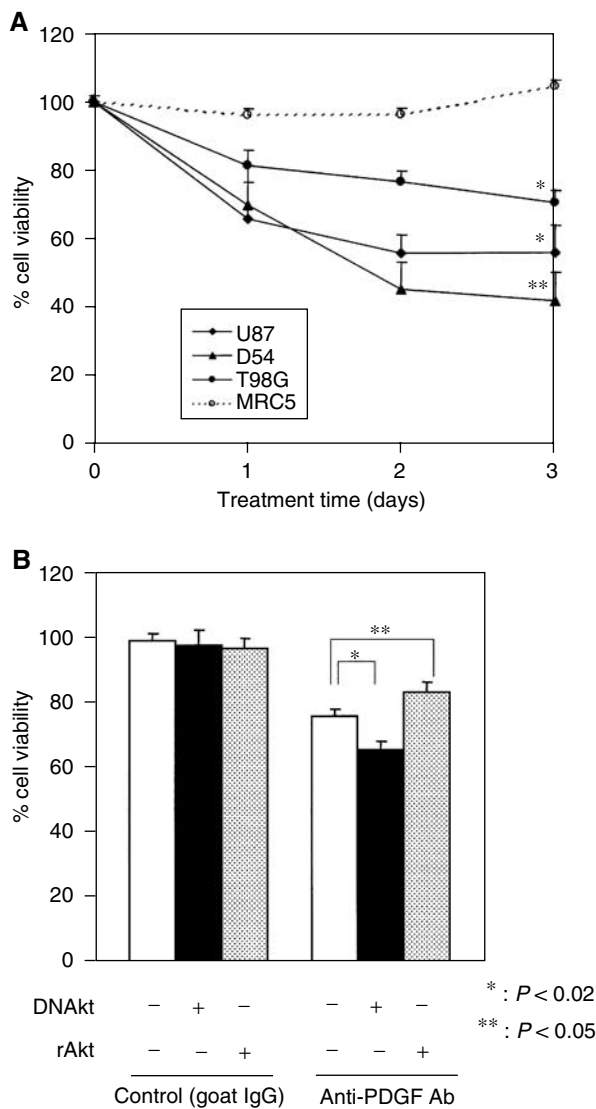 A
120
100
80
60
40
20
0
% cell viability
*
*
**
U87
D54
T98G
MRC5
0 1 2 3
Treatment time (days)
B
120
100
80
60
40
20
0
% cell viability
**
*
DNAkt − + − − + −
rAkt − − + − − +
Control (goat IgG) Anti-PDGF Ab
* : P < 0.02
** : P < 0.05